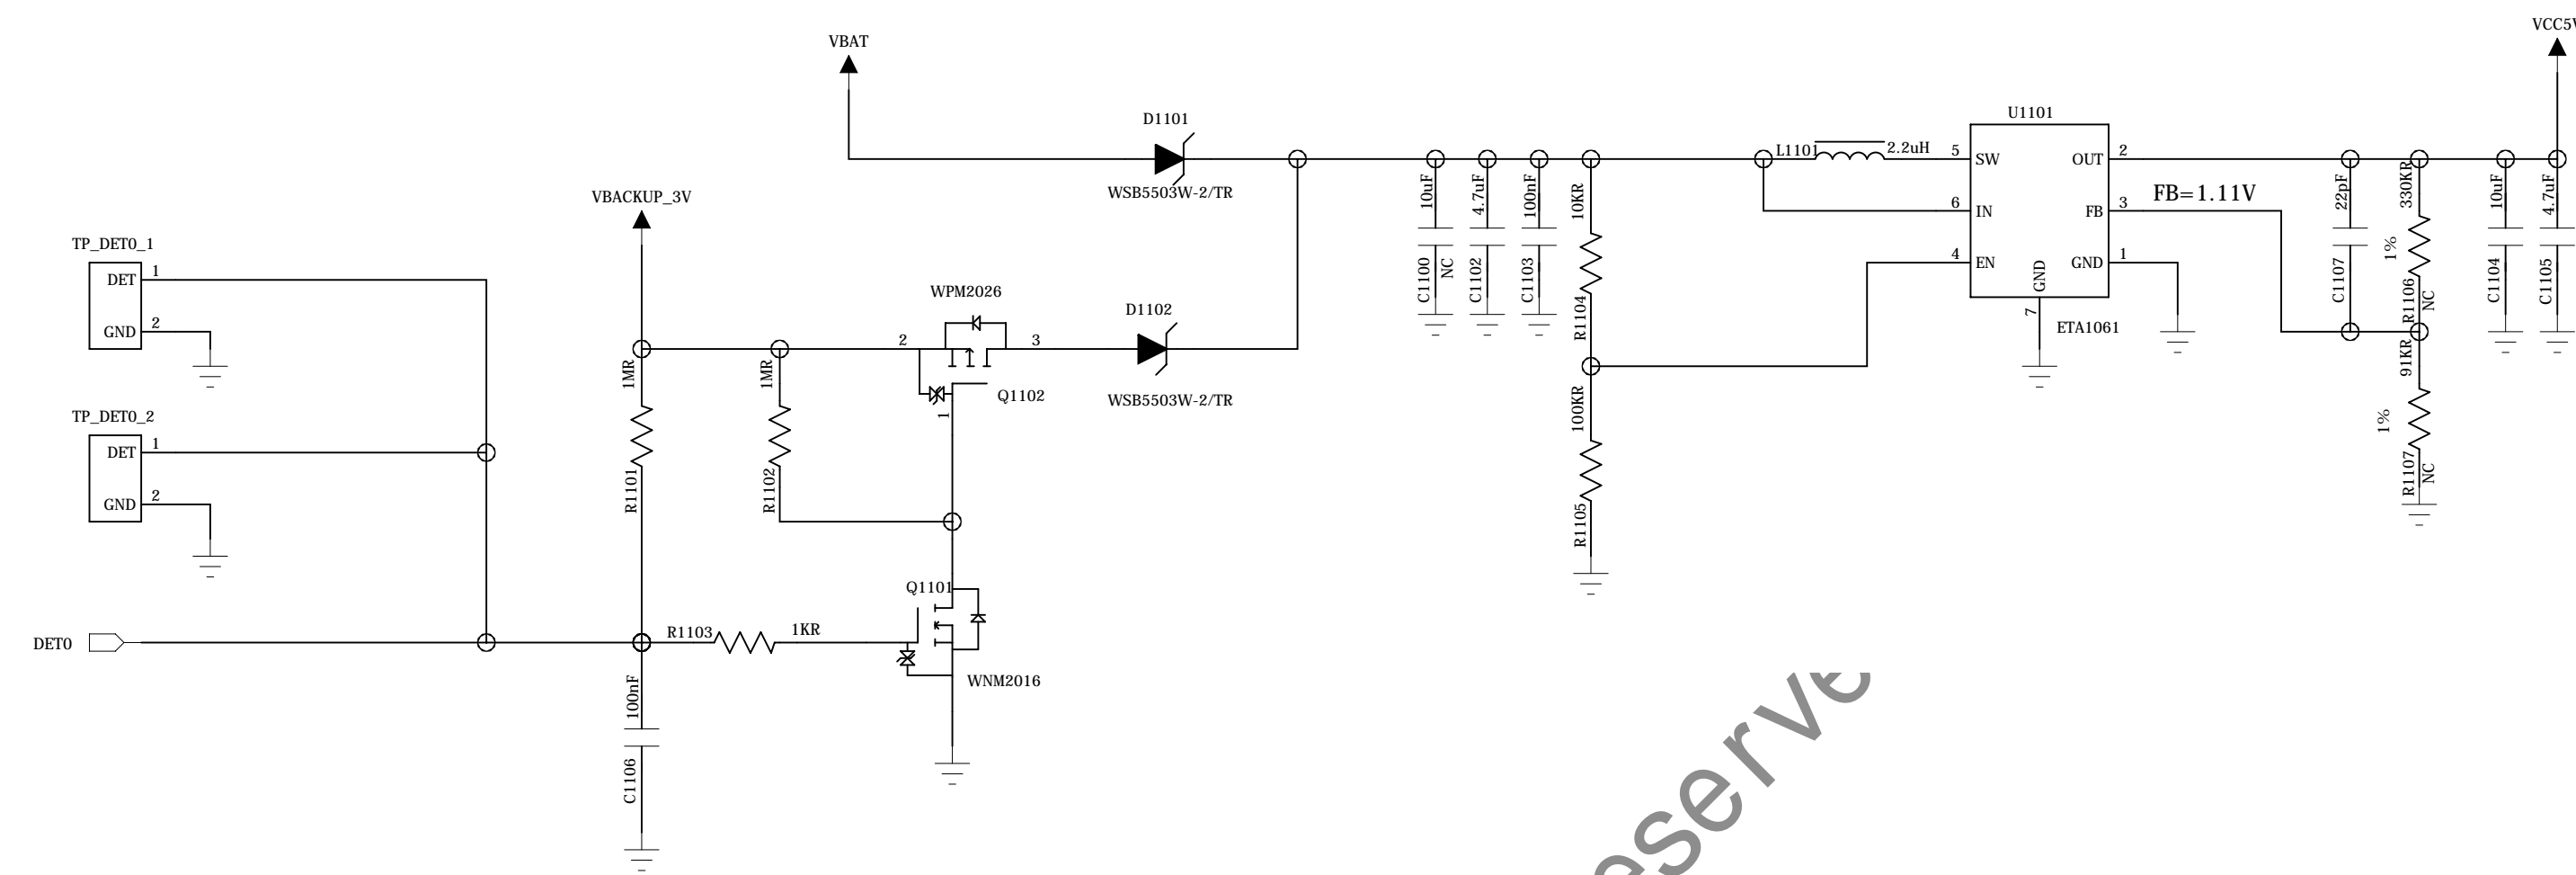 VBAT
VCC5V
D1101
WSB5503W-2/TR
U1101
L1101
2.2uH
5
SW
OUT
2
6
IN
FB
3
FB=1.11V
4
EN
GND
1
GND
7
ETA1061
10uF
C1100
NC
4.7uF
C1102
100nF
C1103
10KR
R1104
100KR
R1105
22pF
C1107
330KR
1%
R1106
NC
91KR
1%
R1107
NC
10uF
C1104
4.7uF
C1105
VBACKUP_3V
TP_DET0_1
DET
1
GND
2
TP_DET0_2
DET
1
GND
2
WPM2026
2
3
1
Q1102
D1102
WSB5503W-2/TR
1MR
R1101
1MR
R1102
Q1101
WNM2016
DET0
R1103
1KR
100nF
C1106